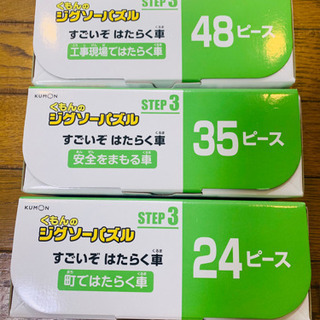 STEP 3
くもんの
ジグソーパズル
すごいぞ はたらく車
工事現場ではたらく車
48ピース
KUMON
くもんの
ジグソーパズル
STEP 3
すごいぞ はたらく車
安全をまもる車
35ピース
KUMON
くもんの
ジグソーパズル
STEP 3
すごいぞ はたらく車
町ではたらく車
24ピース